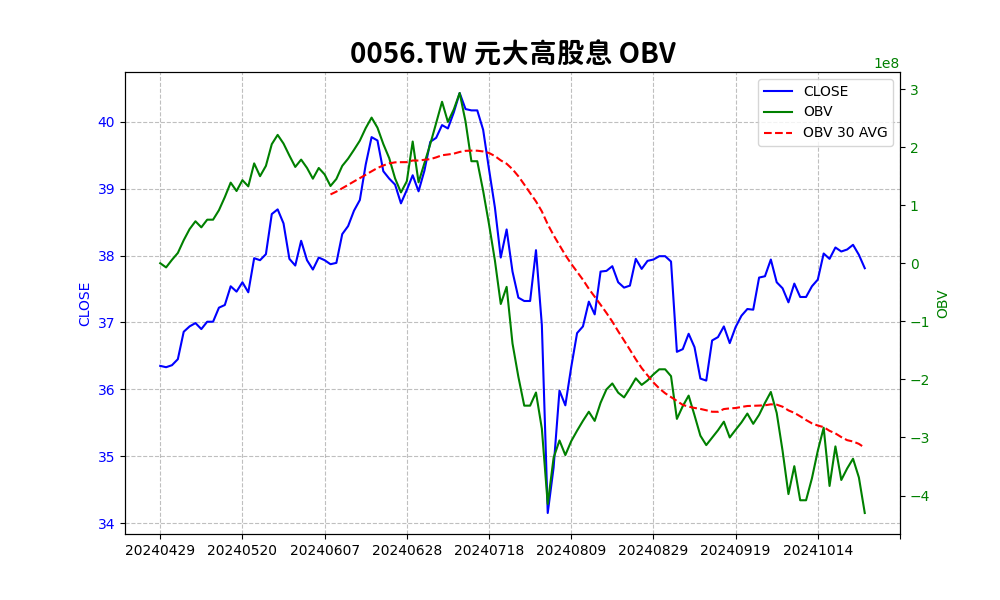 0056.TW 元大高股息 OBV
1e8
CLOSE
OBV
OBV 30 AVG
40
39
38
37
36
35
34
CLOSE
3
2
1
0
−1
−2
−3
−4
OBV
20240429 20240520 20240607 20240628 20240718 20240809 20240829 20240919 20241014